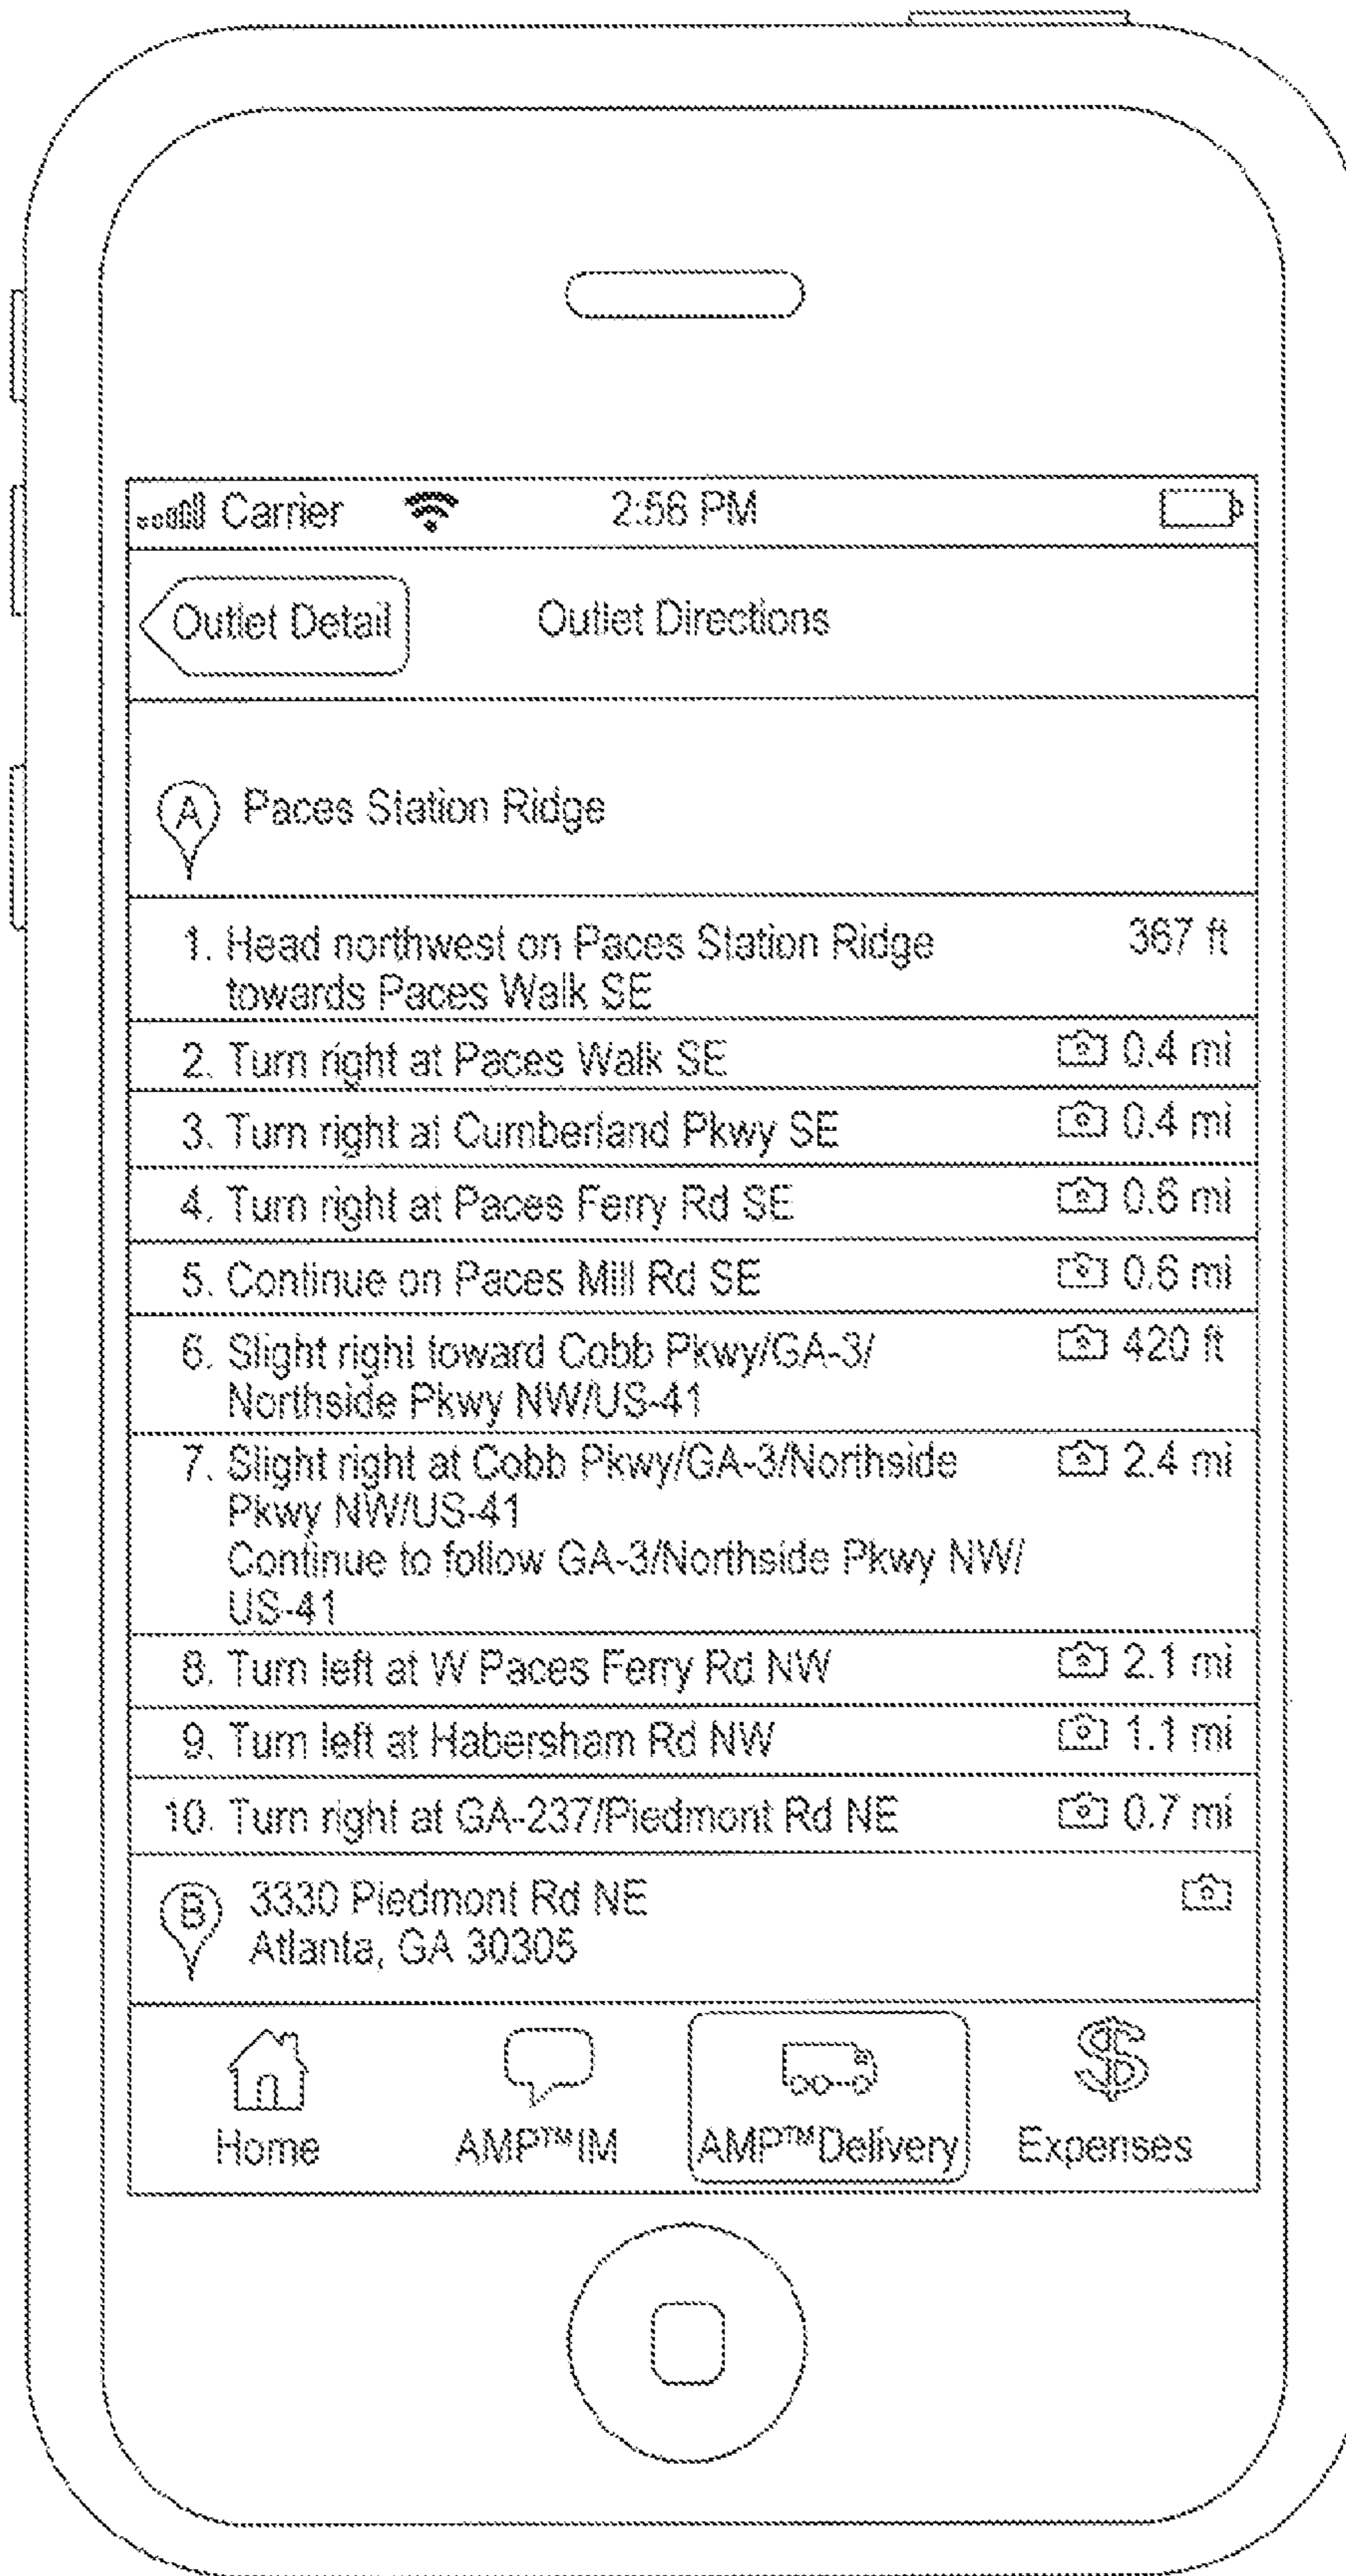 Carrier 2:56 PM
Outlet Detail Outlet Directions
A Paces Station Ridge
1. Head northwest on Paces Station Ridge 367 ft
towards Paces Walk SE
2. Turn right at Paces Walk SE 0.4 mi
3. Turn right at Cumberland Pkwy SE 0.4 mi
4. Turn right at Paces Ferry Rd SE 0.6 mi
5. Continue on Paces Mill Rd SE 0.6 mi
6. Slight right toward Cobb Pkwy/GA-3/ 420 ft
Northside Pkwy NW/US-41
7. Slight right at Cobb Pkwy/GA-3/Northside 2.4 mi
Pkwy NW/US-41
Continue to follow GA-3/Northside Pkwy NW/
US-41
8. Turn left at W Paces Ferry Rd NW 2.1 mi
9. Turn left at Habersham Rd NW 1.1 mi
10. Turn right at GA-237/Piedmont Rd NE 0.7 mi
B 3330 Piedmont Rd NE
Atlanta, GA 30305
Home AMP™IM AMP™Delivery Expenses